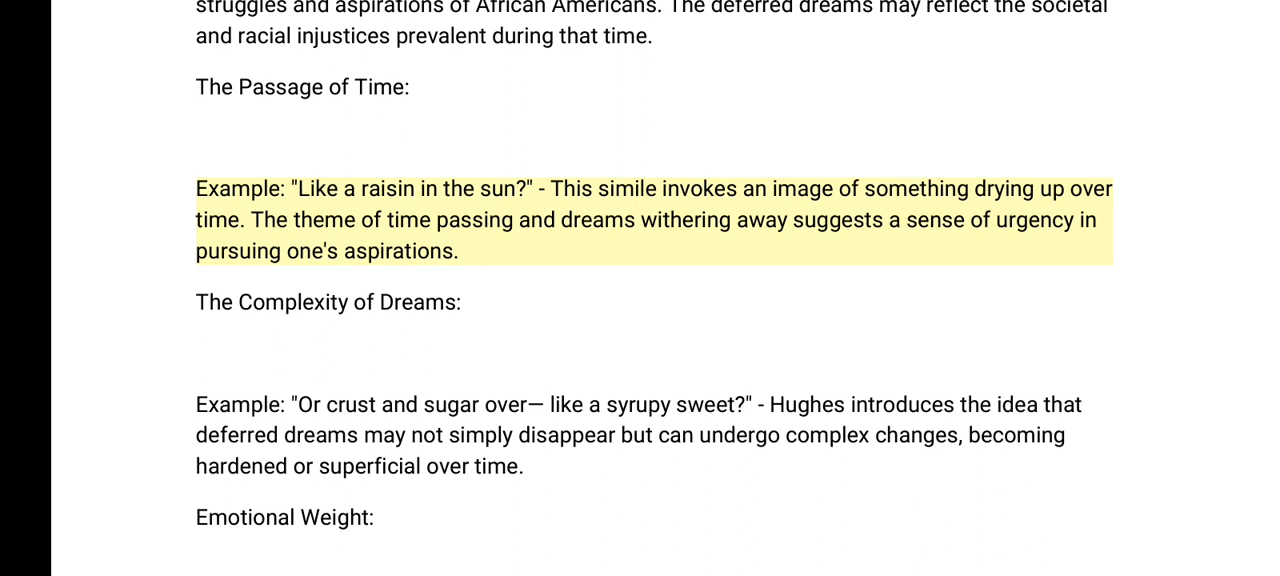 struggles and aspirations of African Americans. The deferred dreams may reflect the societal
and racial injustices prevalent during that time.
The Passage of Time:
Example: "Like a raisin in the sun?" - This simile invokes an image of something drying up over
time. The theme of time passing and dreams withering away suggests a sense of urgency in
pursuing one's aspirations.
The Complexity of Dreams:
Example: "Or crust and sugar over— like a syrupy sweet?" - Hughes introduces the idea that
deferred dreams may not simply disappear but can undergo complex changes, becoming
hardened or superficial over time.
Emotional Weight: